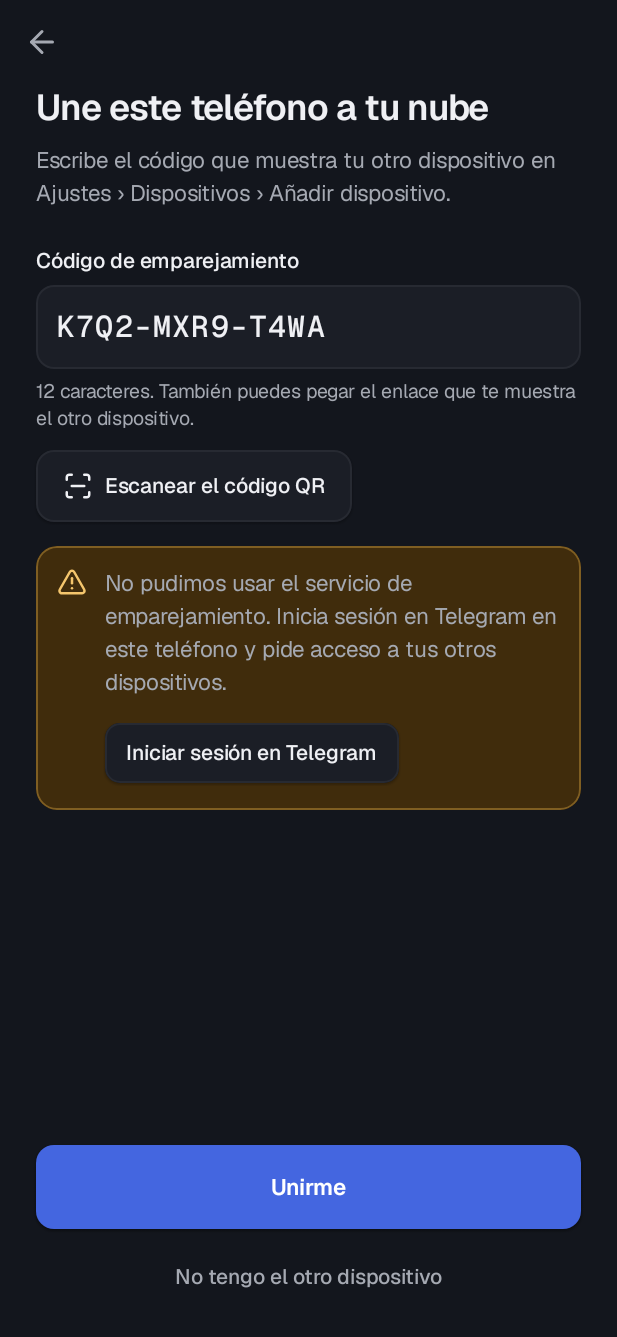 Une este teléfono a tu nube
Escribe el código que muestra tu otro dispositivo en
Ajustes › Dispositivos › Añadir dispositivo.
Código de emparejamiento
K7Q2-MXR9-T4WA
12 caracteres. También puedes pegar el enlace que te muestra
el otro dispositivo.
Escanear el código QR
No pudimos usar el servicio de
emparejamiento. Inicia sesión en Telegram en
este teléfono y pide acceso a tus otros
dispositivos.
Iniciar sesión en Telegram
Unirme
No tengo el otro dispositivo